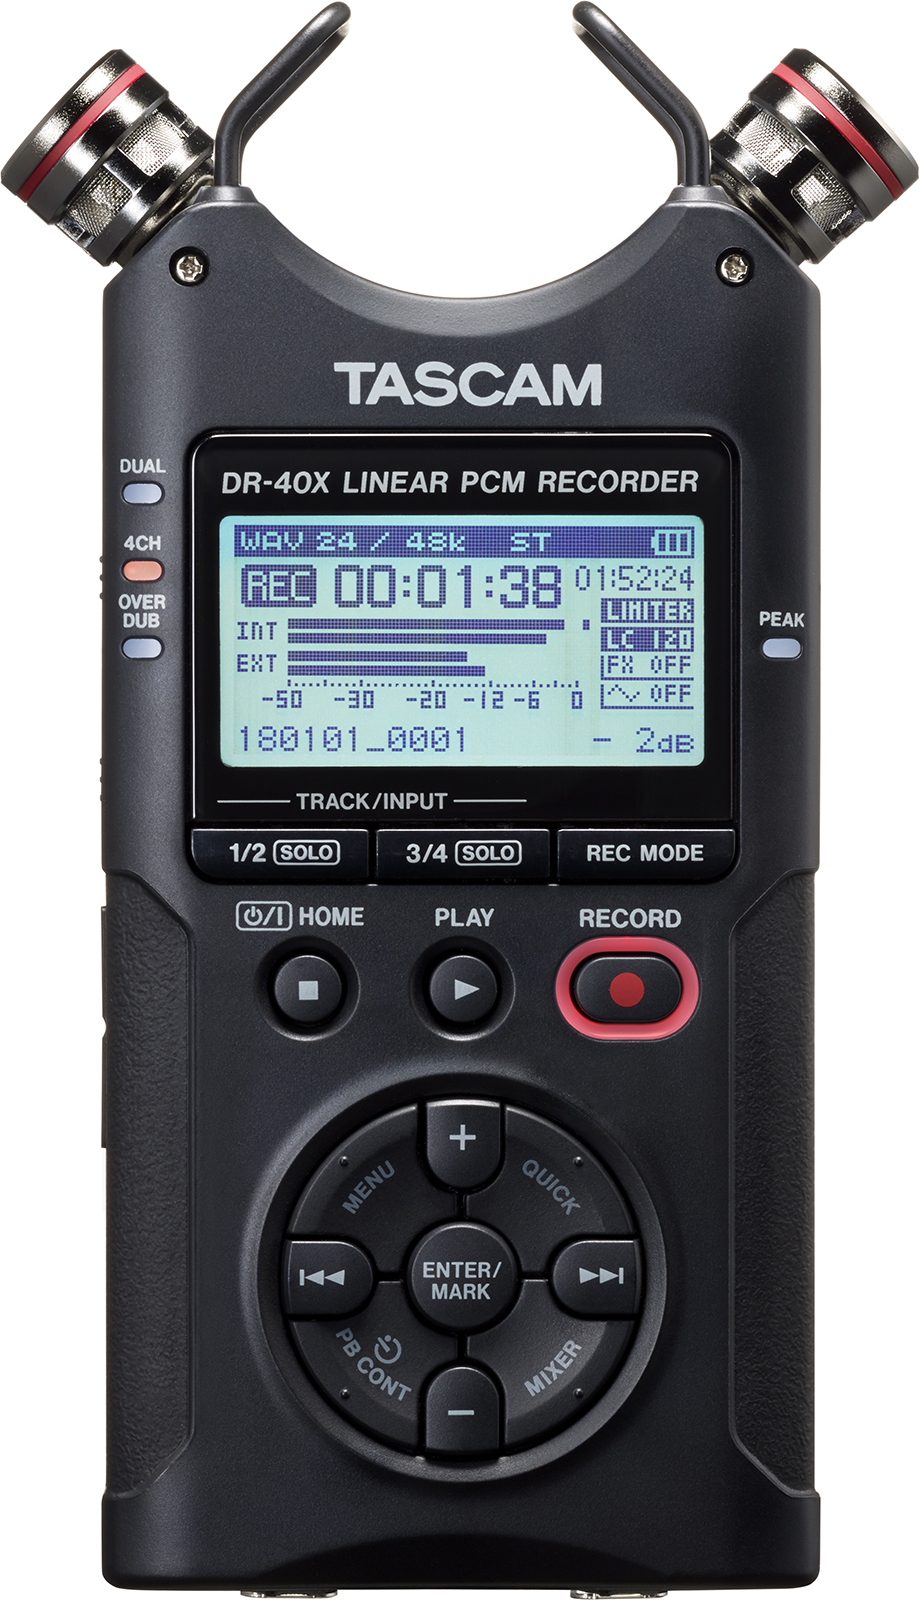 TASCAM
DR-40X LINEAR PCM RECORDER
DUAL
4CH
OVER
DUB
PEAK
WAV 24 / 48k ST
REC 00:01:38 01:52:24
LIMITER
INT
LC 120
EXT
FX OFF
OFF
-50 -30 -20 -12 -6 0
180101_0001 - 2dB
TRACK/INPUT
1/2 SOLO 3/4 SOLO REC MODE
HOME PLAY RECORD
+
MENU QUICK
ENTER/
MARK
PB CONT MIXER
−